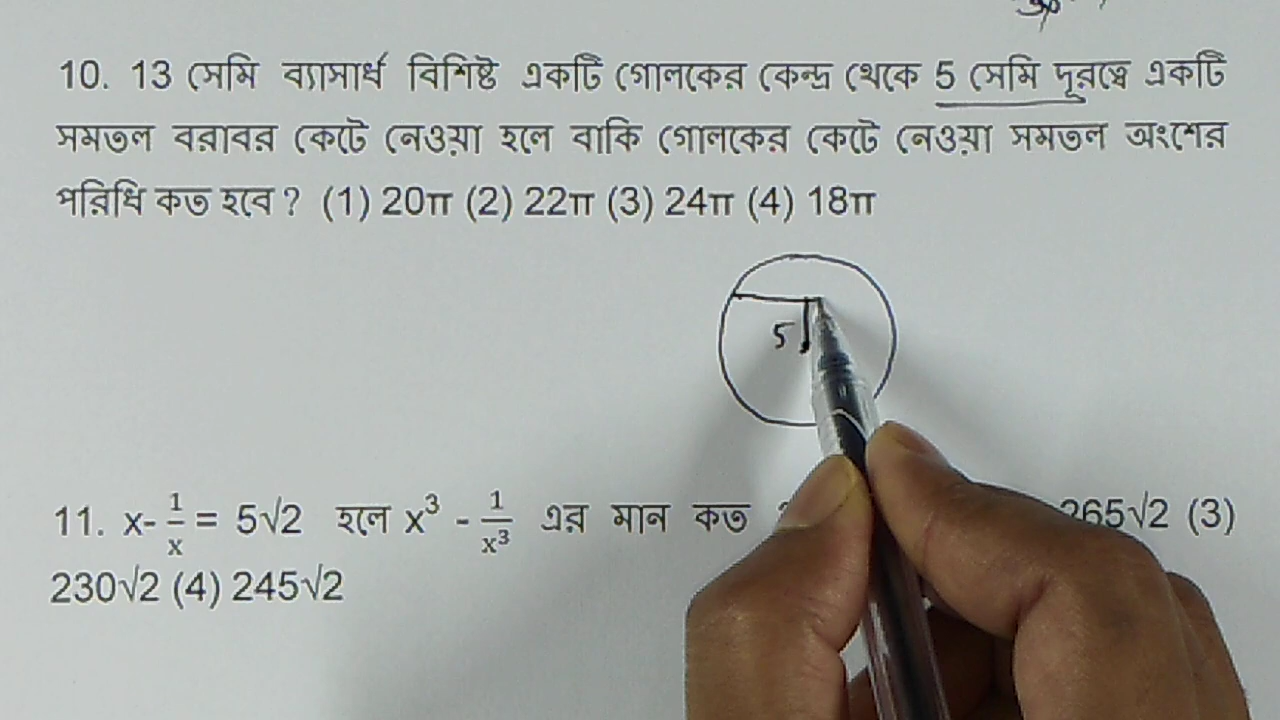 10. 13 সেমি ব্যাসার্ধ বিশিষ্ট একটি গোলকের কেন্দ্র থেকে 5 সেমি দূরত্বে একটি
সমতল বরাবর কেটে নেওয়া হলে বাকি গোলকের কেটে নেওয়া সমতল অংশের
পরিধি কত হবে ? (1) 20π (2) 22π (3) 24π (4) 18π
5
11. x- 1/x = 5√2 হলে x³ - 1/x³ এর মান কত 265√2 (3)
230√2 (4) 245√2